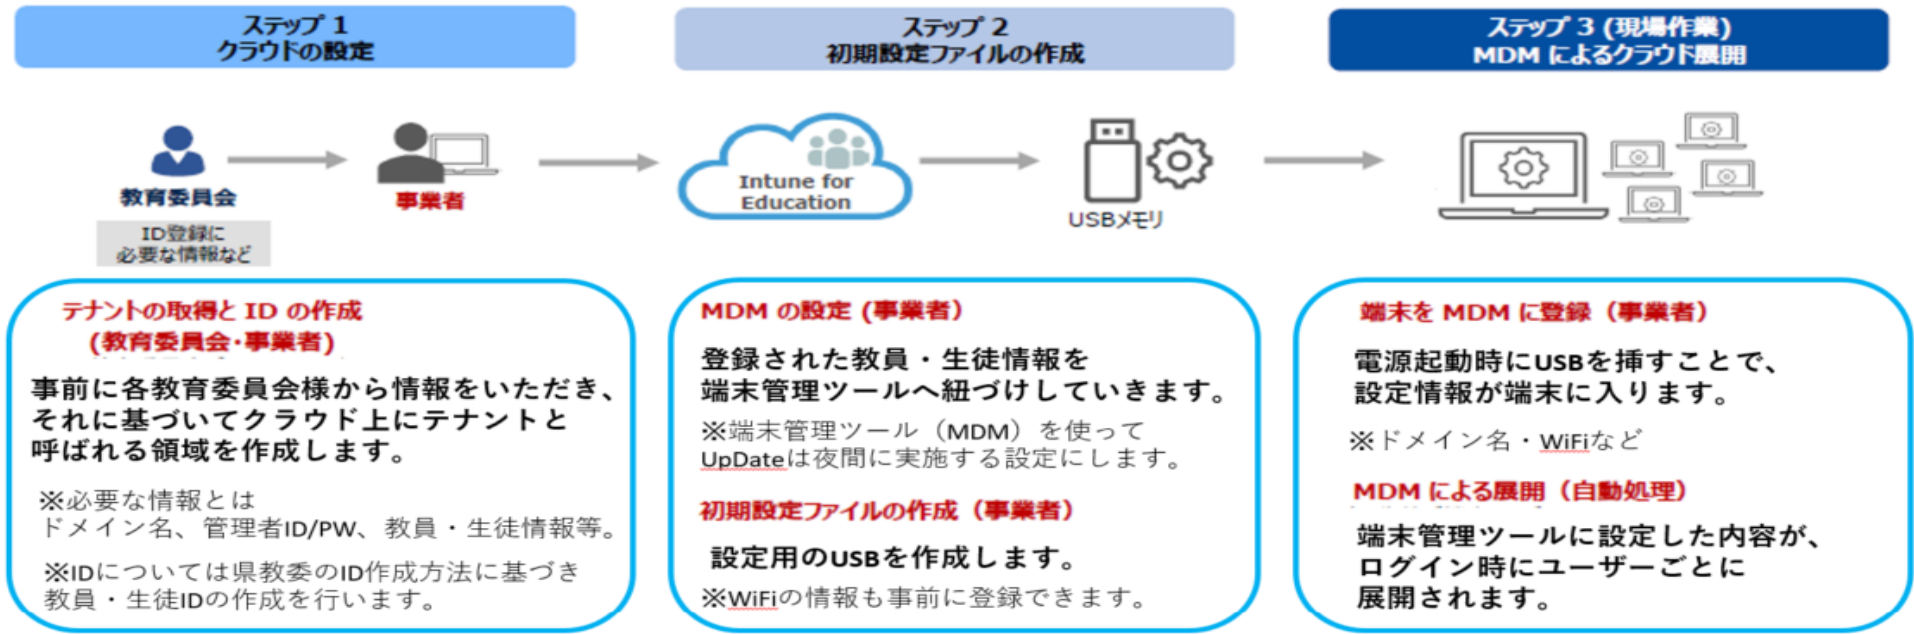 ステップ 1
クラウドの設定
教育委員会
ID登録に
必要な情報など
事業者
テナントの取得と ID の作成
(教育委員会・事業者)
事前に各教育委員会様から情報をいただき、
それに基づいてクラウド上にテナントと
呼ばれる領域を作成します。
※必要な情報とは
ドメイン名、管理者ID/PW、教員・生徒情報等。
※IDについては県教委のID作成方法に基づき
教員・生徒IDの作成を行います。
ステップ 2
初期設定ファイルの作成
Intune for
Education
USBメモリ
MDM の設定 (事業者)
登録された教員・生徒情報を
端末管理ツールへ紐づけしていきます。
※端末管理ツール（MDM）を使って
UpDateは夜間に実施する設定にします。
初期設定ファイルの作成（事業者）
設定用のUSBを作成します。
※WiFiの情報も事前に登録できます。
ステップ 3 (現場作業)
MDM によるクラウド展開
端末を MDM に登録（事業者）
電源起動時にUSBを挿すことで、
設定情報が端末に入ります。
※ドメイン名・WiFiなど
MDM による展開（自動処理）
端末管理ツールに設定した内容が、
ログイン時にユーザーごとに
展開されます。